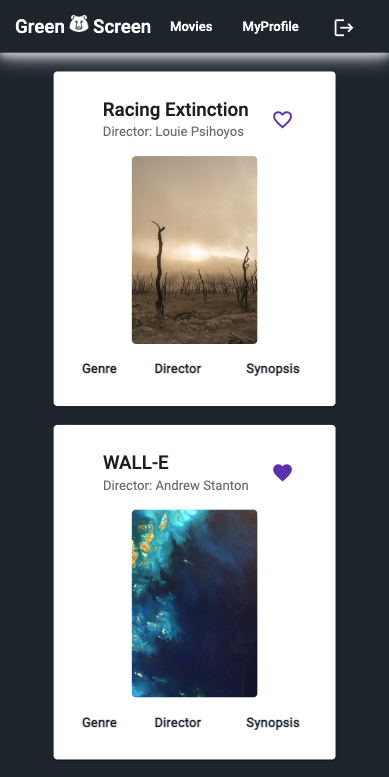 Green Screen Movies MyProfile
Racing Extinction
Director: Louie Psihoyos
Genre Director Synopsis
WALL-E
Director: Andrew Stanton
Genre Director Synopsis